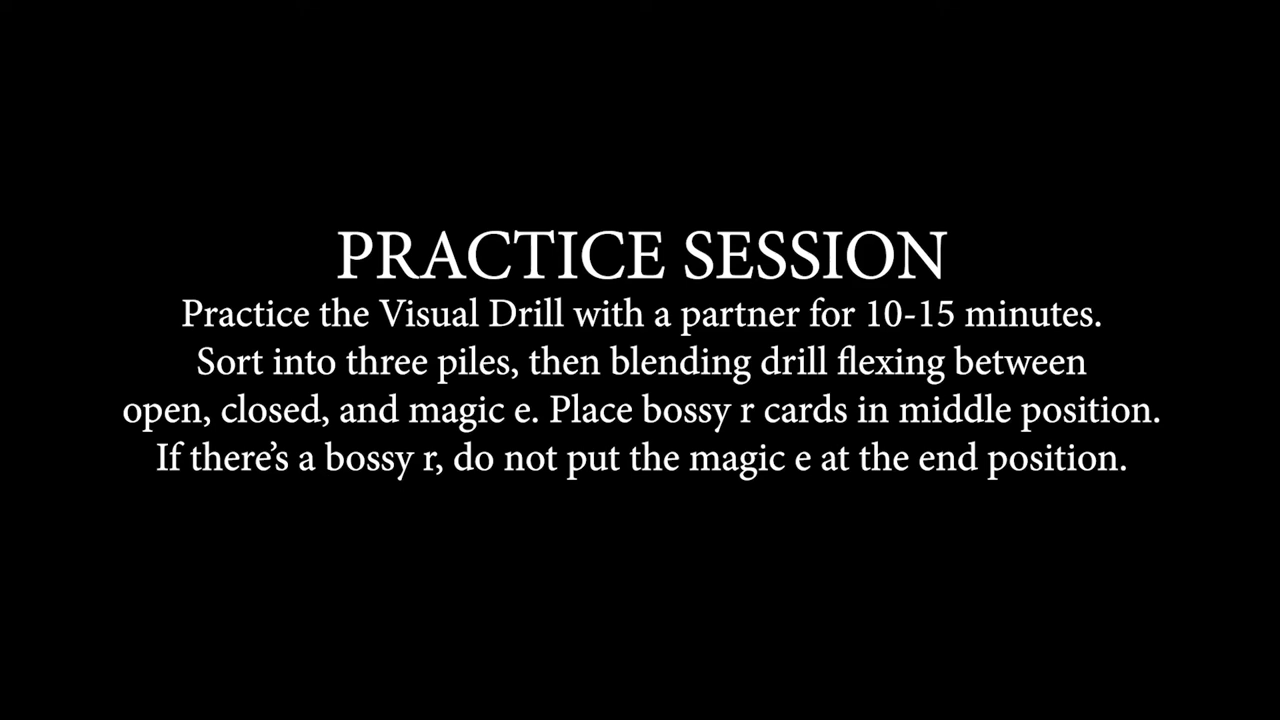 PRACTICE SESSION
Practice the Visual Drill with a partner for 10-15 minutes.
Sort into three piles, then blending drill flexing between
open, closed, and magic e. Place bossy r cards in middle position.
If there’s a bossy r, do not put the magic e at the end position.